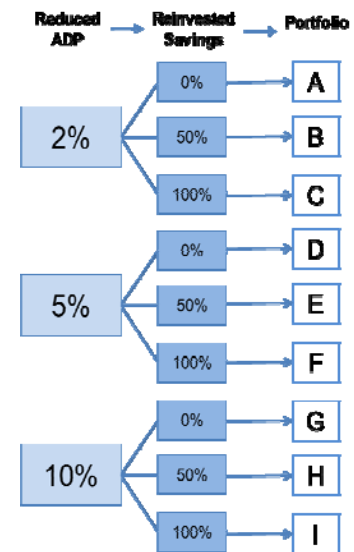 Reduced ADP Reinvested Savings Portfolio
2%
0% A
50% B
100% C
5%
0% D
50% E
100% F
10%
0% G
50% H
100% I